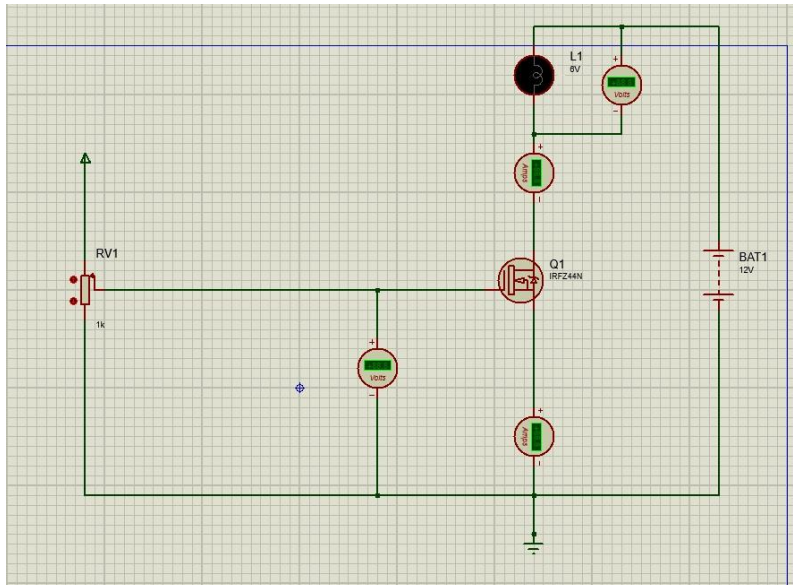 L1
6V
+
Volts
-
+
Amps
-
RV1
1k
Q1
IRFZ44N
BAT1
12V
+
Volts
-
+
Amps
-